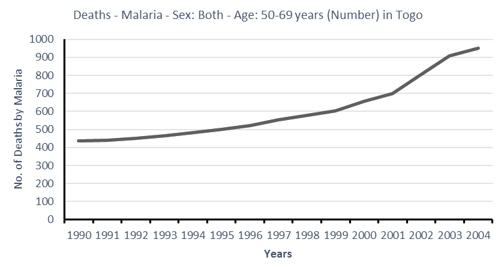 Deaths - Malaria - Sex: Both - Age: 50-69 years (Number) in Togo
No. of Deaths by Malaria
1000
900
800
700
600
500
400
300
200
100
0
1990 1991 1992 1993 1994 1995 1996 1997 1998 1999 2000 2001 2002 2003 2004
Years